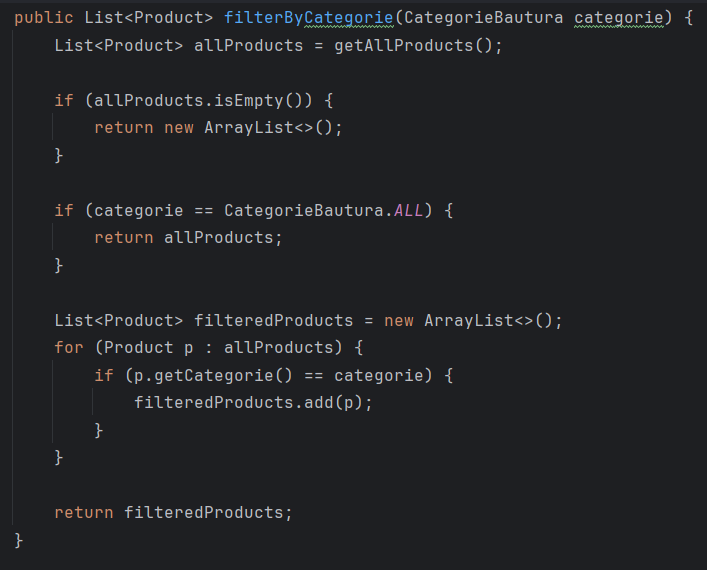 public List<Product> filterByCategorie(CategorieBautura categorie) {
    List<Product> allProducts = getAllProducts();

    if (allProducts.isEmpty()) {
        return new ArrayList<>();
    }

    if (categorie == CategorieBautura.ALL) {
        return allProducts;
    }

    List<Product> filteredProducts = new ArrayList<>();
    for (Product p : allProducts) {
        if (p.getCategorie() == categorie) {
            filteredProducts.add(p);
        }
    }

    return filteredProducts;
}